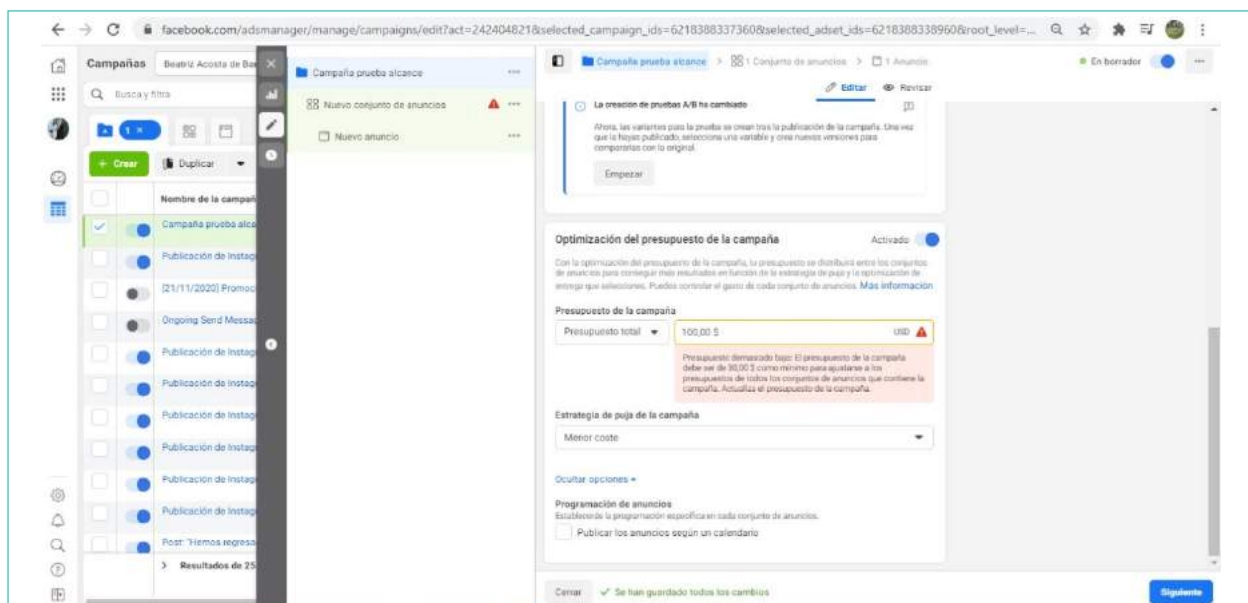 facebook.com/adsmanager/manage/campaigns/edit?act=242404821&selected_campaign_ids=6218388337360&selected_adset_ids=6218388338960&root_level=...
Campañas
Beatriz Acosta de Ba
Busca y filtra
1 ×
+ Crear
Duplicar
Nombre de la campañ
Campaña prueba alca
Publicación de Instag
[21/11/2020] Promoc
Ongoing Send Messag
Publicación de Instag
Publicación de Instag
Publicación de Instag
Publicación de Instag
Publicación de Instag
Publicación de Instag
Post: "Hemos regresa
Resultados de 25
Campaña prueba alcance
Nuevo conjunto de anuncios
Nuevo anuncio
Campaña prueba alcance > 1 Conjunto de anuncios > 1 Anuncio
En borrador
Editar
Revisar
La creación de pruebas A/B ha cambiado
Ahora, las variantes para la prueba se crean tras la publicación de la campaña. Una vez
que la hayas publicado, selecciona una variable y crea nuevas versiones para
compararlas con la original.
Empezar
Optimización del presupuesto de la campaña
Activado
Con la optimización del presupuesto de la campaña, tu presupuesto se distribuirá entre los conjuntos
de anuncios para conseguir más resultados en función de la estrategia de puja y la optimización de
entrega que selecciones. Puedes controlar el gasto de cada conjunto de anuncios. Más información
Presupuesto de la campaña
Presupuesto total
100,00 $
USD
Presupuesto demasiado bajo: El presupuesto de la campaña
debe ser de 30,00 $ como mínimo para ajustarse a los
presupuestos de todos los conjuntos de anuncios que contiene la
campaña. Actualiza el presupuesto de la campaña.
Estrategia de puja de la campaña
Menor coste
Ocultar opciones
Programación de anuncios
Establecerás la programación específica en cada conjunto de anuncios.
Publicar los anuncios según un calendario
Cerrar
Se han guardado todos los cambios
Siguiente